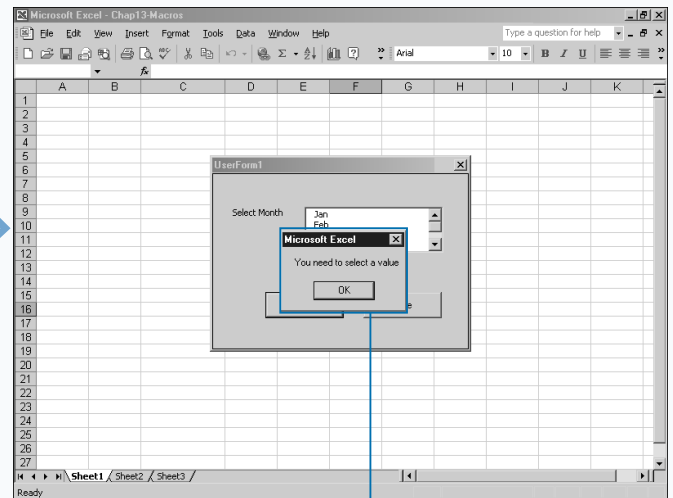 Microsoft Excel - Chap13-Macros
File Edit View Insert Format Tools Data Window Help
Type a question for help
Arial 10 B I U
fx
A B C D E F G H I J K
1
2
3
4
5
6
7
8
9
10
11
12
13
14
15
16
17
18
19
20
21
22
23
24
25
26
27
UserForm1
Select Month
Jan
Feb
Microsoft Excel
You need to select a value
OK
Sheet1 Sheet2 Sheet3
Ready